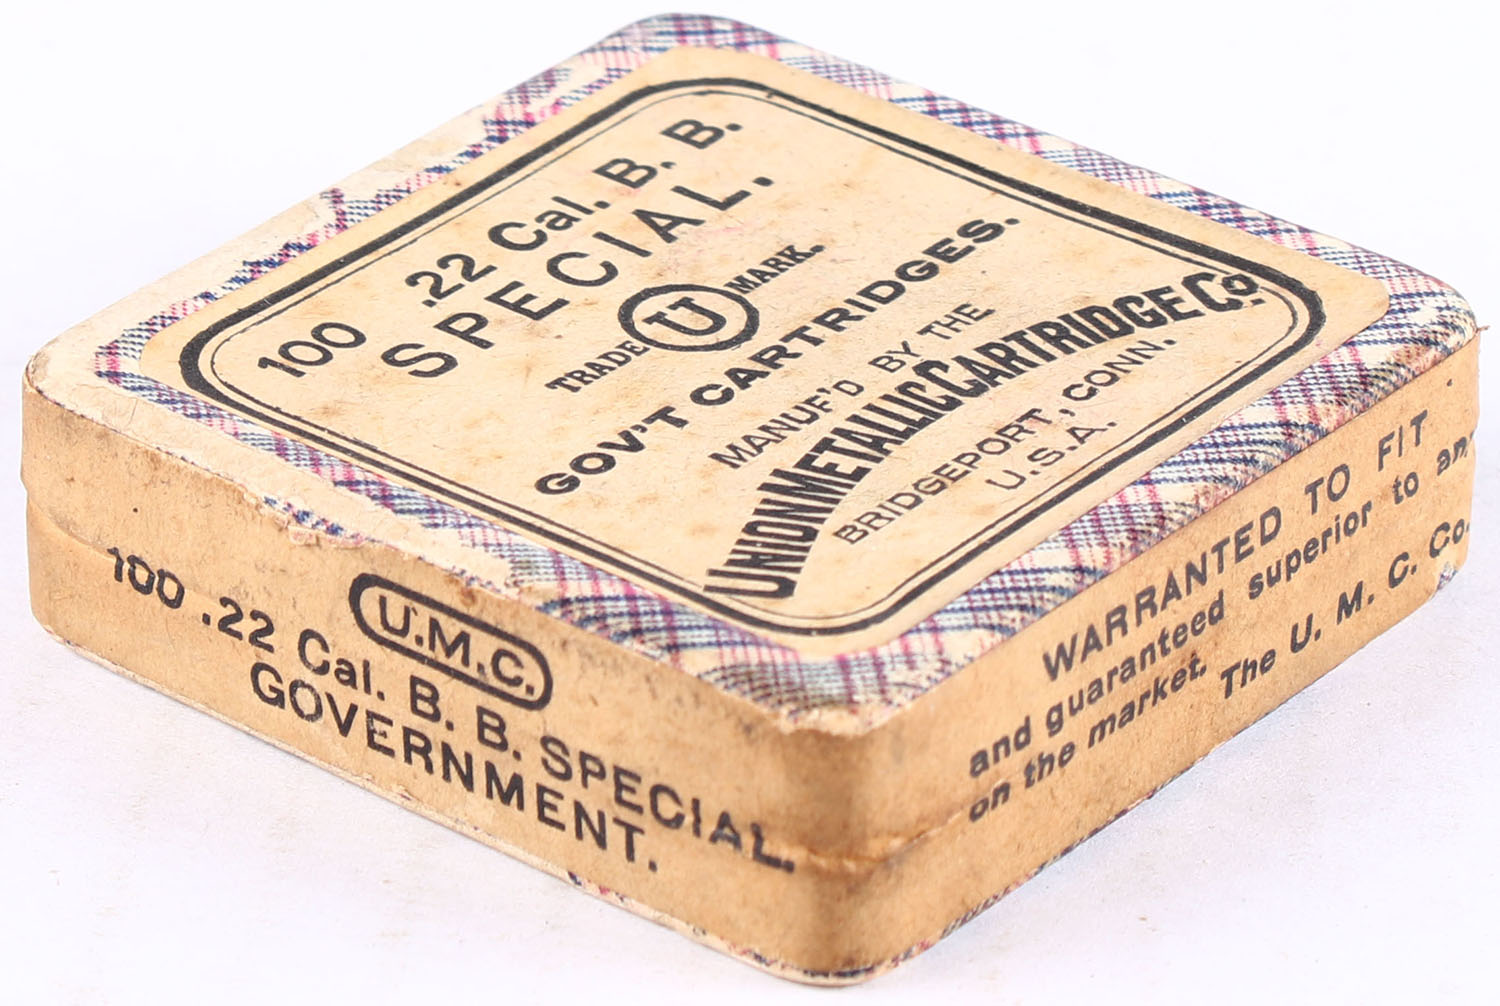 100 .22 Cal. B. B.
SPECIAL.
TRADE U MARK.
GOV'T CARTRIDGES.
MANUF'D BY THE
UNION METALLIC CARTRIDGE Co.
BRIDGEPORT, CONN.
U.S.A.
U.M.C.
100 .22 Cal. B. B. SPECIAL.
GOVERNMENT.
WARRANTED TO FIT
and guaranteed superior to any
on the market. The U. M. C. Co.